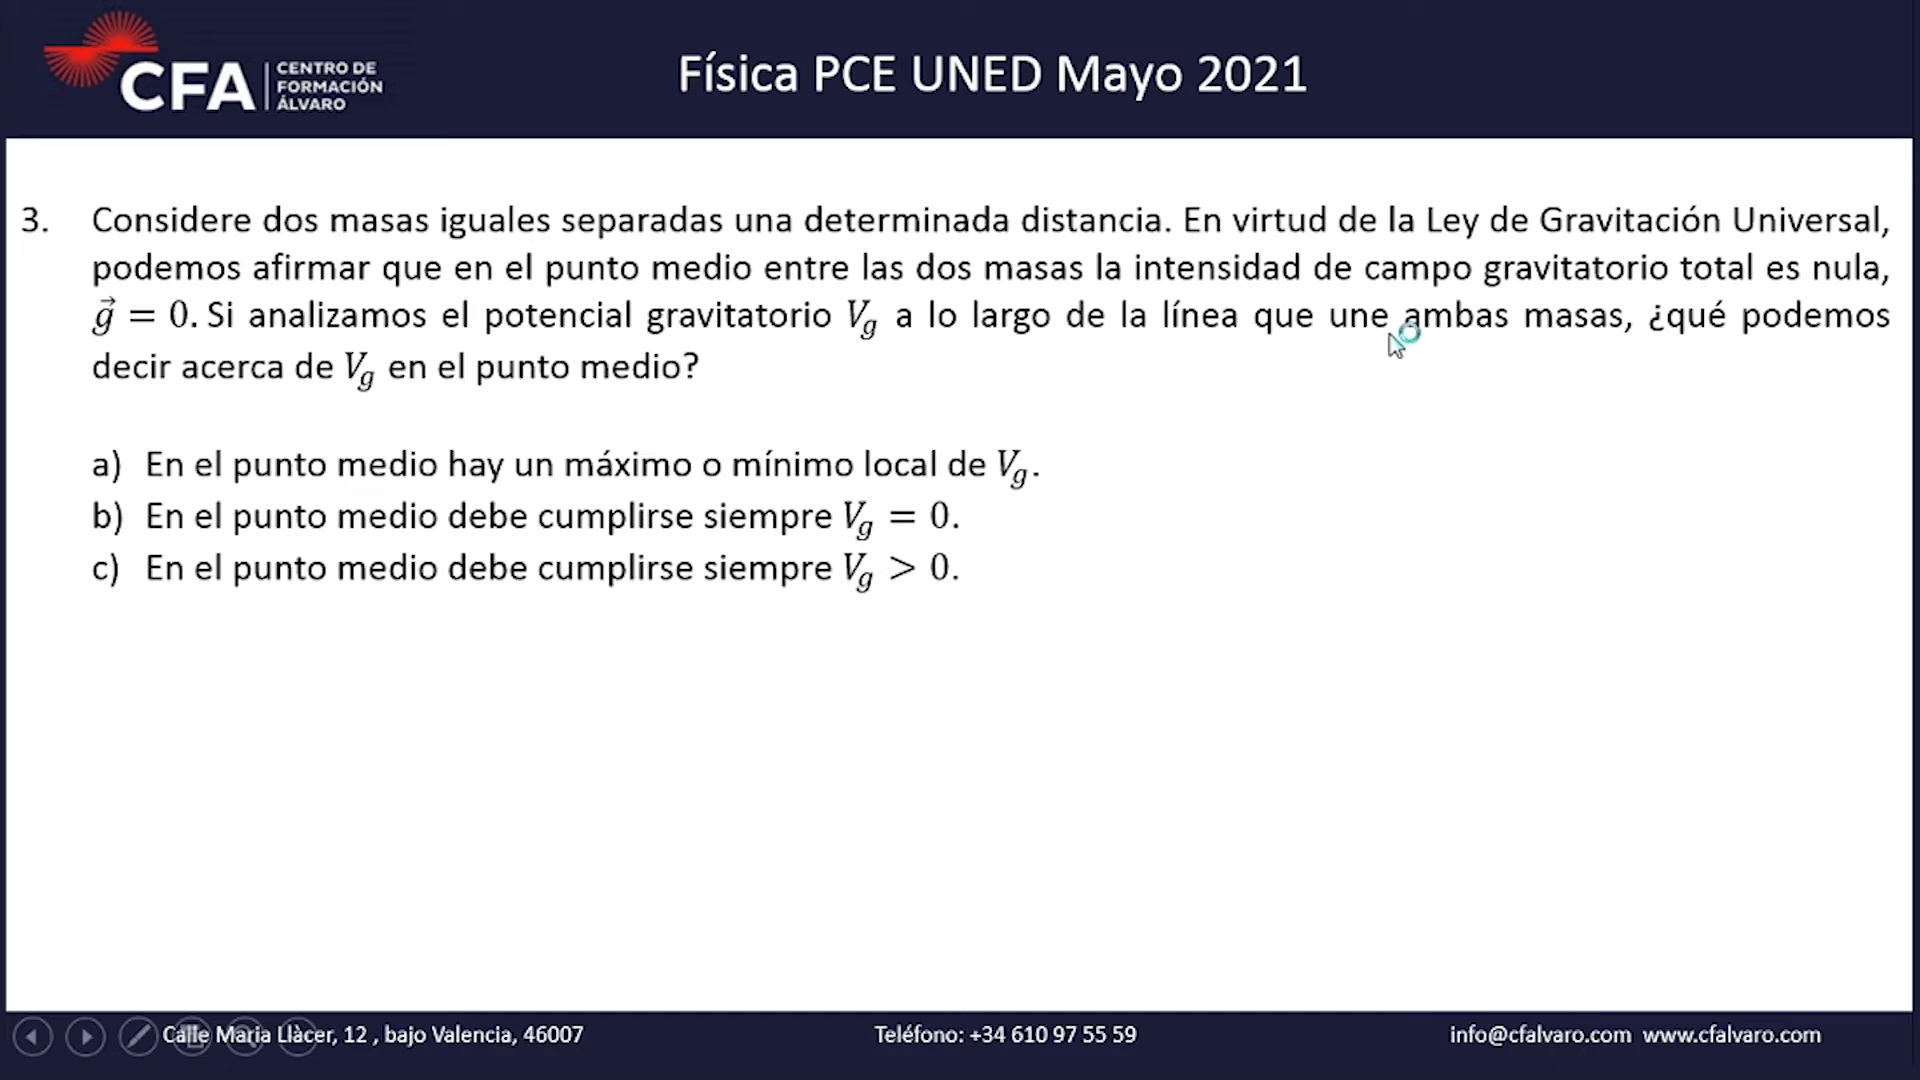 CFA
CENTRO DE
FORMACIÓN
ÁLVARO
Física PCE UNED Mayo 2021
3. Considere dos masas iguales separadas una determinada distancia. En virtud de la Ley de Gravitación Universal,
podemos afirmar que en el punto medio entre las dos masas la intensidad de campo gravitatorio total es nula,
$\vec{g} = 0$. Si analizamos el potencial gravitatorio $V_g$ a lo largo de la línea que une ambas masas, ¿qué podemos
decir acerca de $V_g$ en el punto medio?
a) En el punto medio hay un máximo o mínimo local de $V_g$.
b) En el punto medio debe cumplirse siempre $V_g = 0$.
c) En el punto medio debe cumplirse siempre $V_g > 0$.
Calle Maria Llàcer, 12 , bajo Valencia, 46007
Teléfono: +34 610 97 55 59
info@cfalvaro.com www.cfalvaro.com